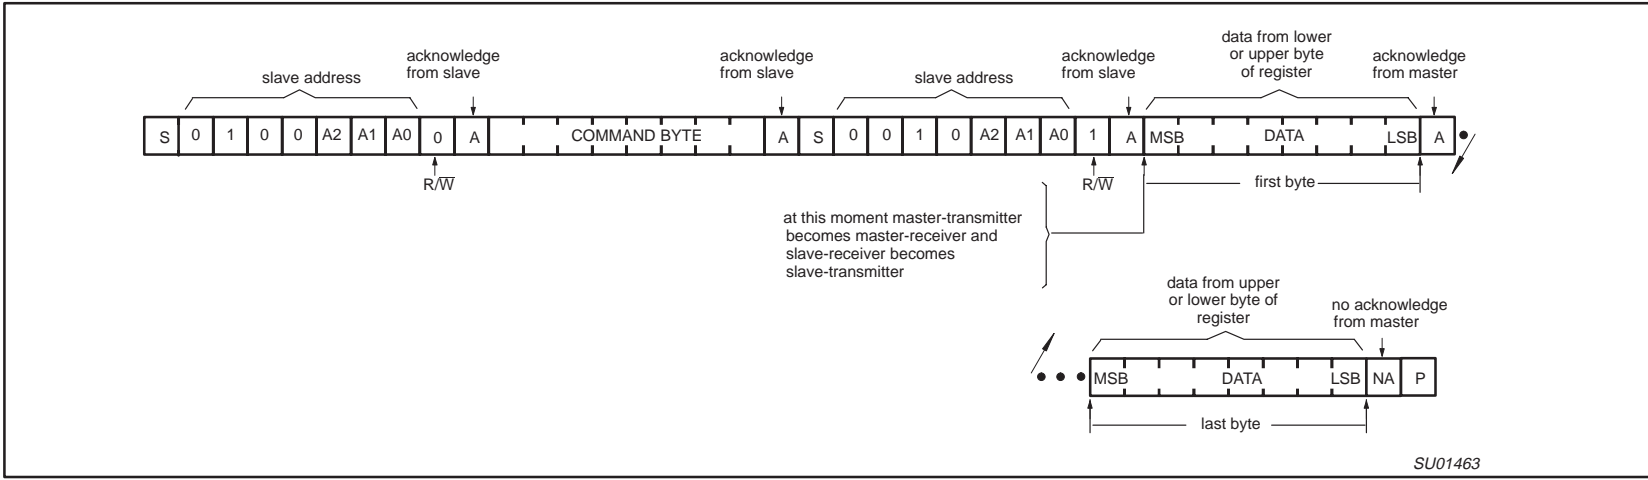 acknowledge
from slave
slave address
acknowledge
from slave
slave address
acknowledge
from slave
data from lower
or upper byte
of register
acknowledge
from master
S 0 1 0 0 A2 A1 A0 0 A COMMAND BYTE A S 0 0 1 0 A2 A1 A0 1 A MSB DATA LSB A
R/W̅
R/W̅
first byte
at this moment master-transmitter
becomes master-receiver and
slave-receiver becomes
slave-transmitter
data from upper
or lower byte of
register
no acknowledge
from master
MSB DATA LSB NA P
last byte
SU01463